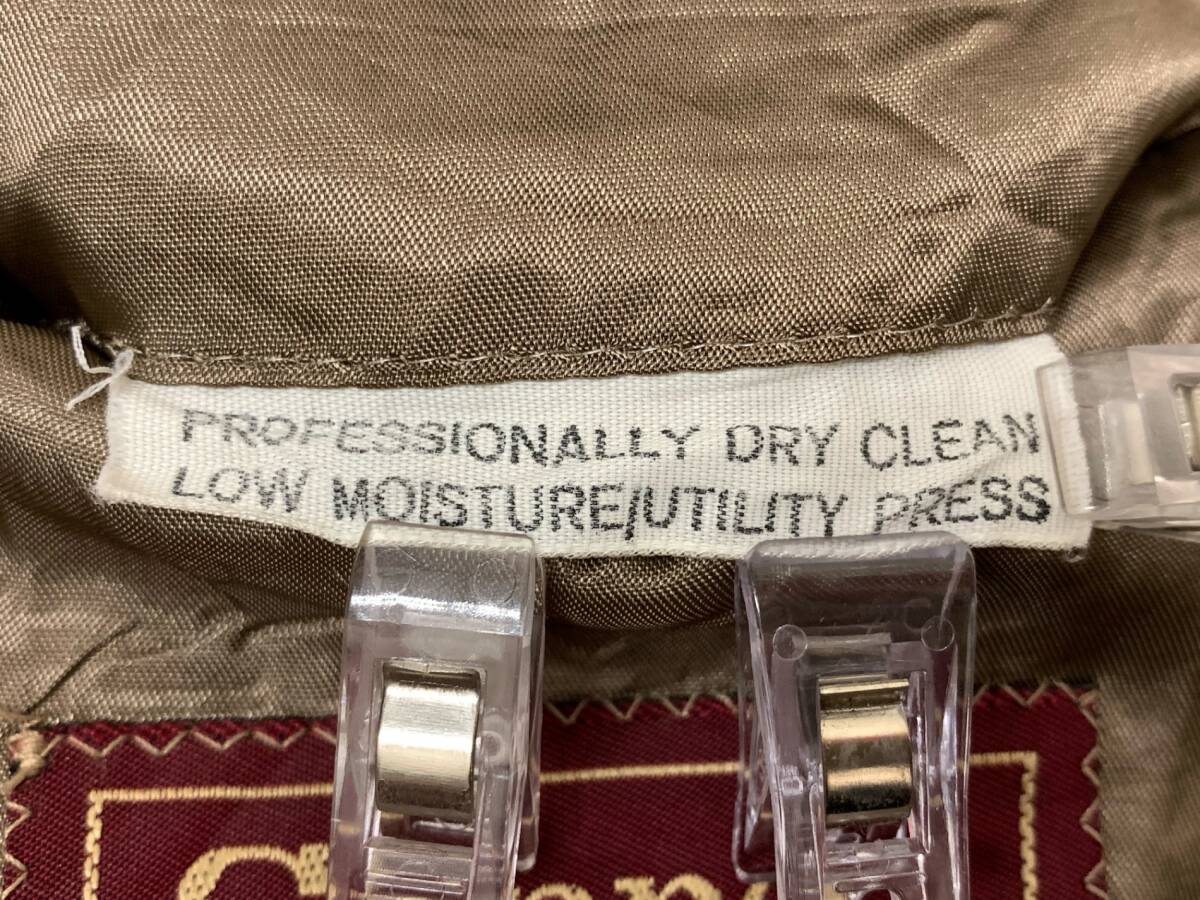 PROFESSIONALLY DRY CLEAN
LOW MOISTURE/UTILITY PRESS